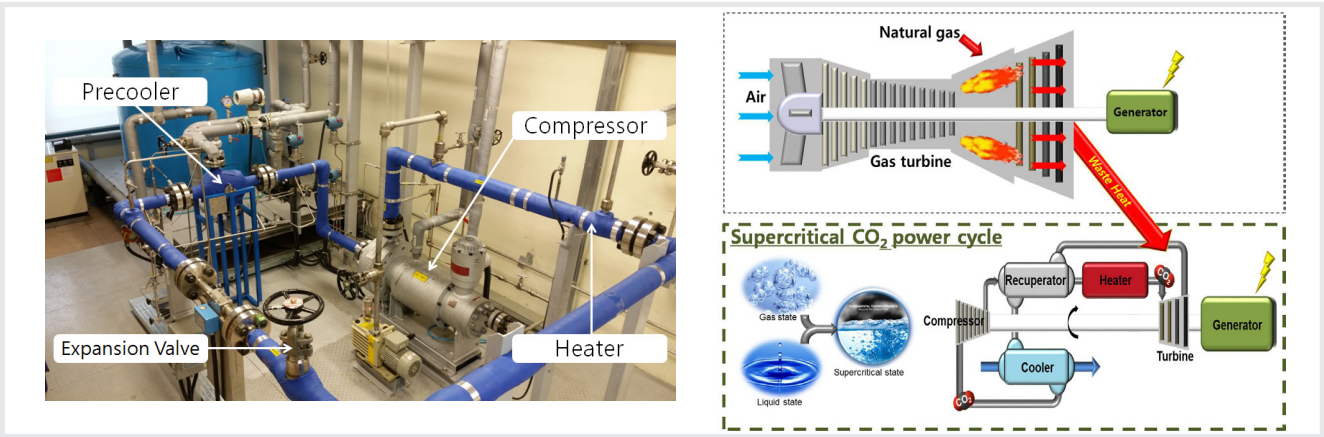 Precooler
Compressor
Expansion Valve
Heater
Natural gas
Air
Gas turbine
Generator
Waste Heat
Supercritical CO₂ power cycle
Gas state
Liquid state
Supercritical state
Compressor
Recuperator
Heater
CO₂
Turbine
Generator
Cooler
CO₂